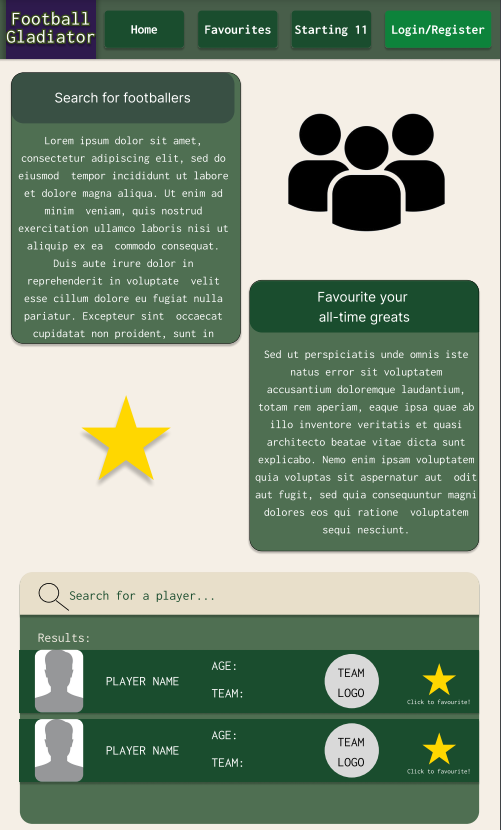 Football
Gladiator
Home
Favourites
Starting 11
Login/Register
Search for footballers
Lorem ipsum dolor sit amet,
consectetur adipiscing elit, sed do
eiusmod tempor incididunt ut labore
et dolore magna aliqua. Ut enim ad
minim veniam, quis nostrud
exercitation ullamco laboris nisi ut
aliquip ex ea commodo consequat.
Duis aute irure dolor in
reprehenderit in voluptate velit
esse cillum dolore eu fugiat nulla
pariatur. Excepteur sint occaecat
cupidatat non proident, sunt in
Favourite your
all-time greats
Sed ut perspiciatis unde omnis iste
natus error sit voluptatem
accusantium doloremque laudantium,
totam rem aperiam, eaque ipsa quae ab
illo inventore veritatis et quasi
architecto beatae vitae dicta sunt
explicabo. Nemo enim ipsam voluptatem
quia voluptas sit aspernatur aut odit
aut fugit, sed quia consequuntur magni
dolores eos qui ratione voluptatem
sequi nesciunt.
Search for a player...
Results:
PLAYER NAME
AGE:
TEAM:
TEAM
LOGO
Click to favourite!
PLAYER NAME
AGE:
TEAM:
TEAM
LOGO
Click to favourite!